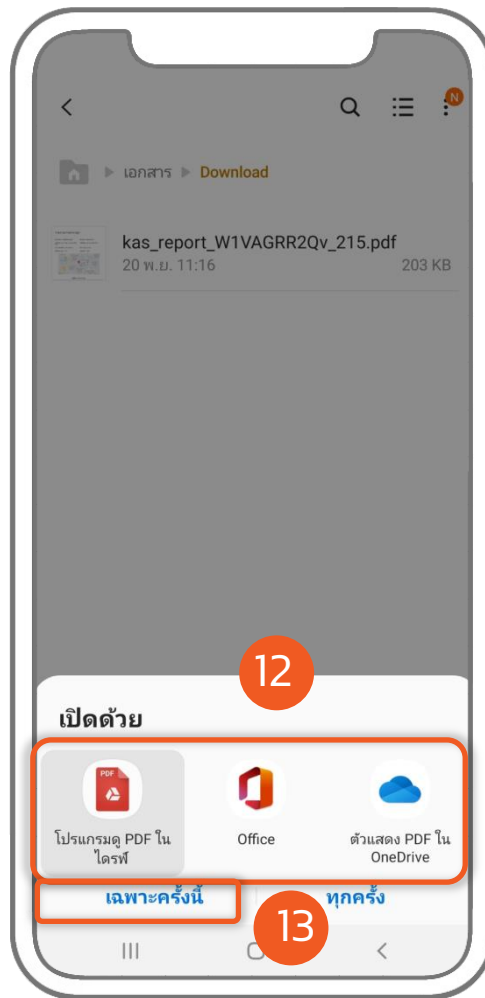 N
เอกสาร Download
kas_report_W1VAGRR2Qv_215.pdf
20 พ.ย. 11:16 203 KB
12
เปิดด้วย
PDF
โปรแกรมดู PDF ใน
ไดรฟ์
Office
ตัวแสดง PDF ใน
OneDrive
เฉพาะครั้งนี้ ทุกครั้ง
13